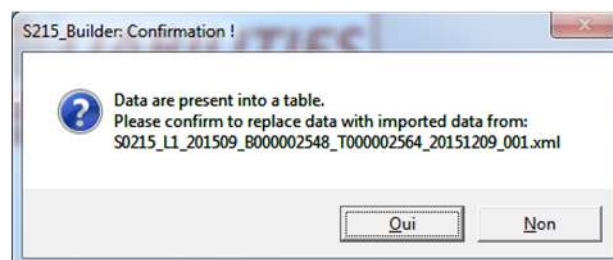 S215_Builder: Confirmation !
Data are present into a table.
Please confirm to replace data with imported data from:
S0215_L1_201509_B000002548_T000002564_20151209_001.xml
Oui
Non